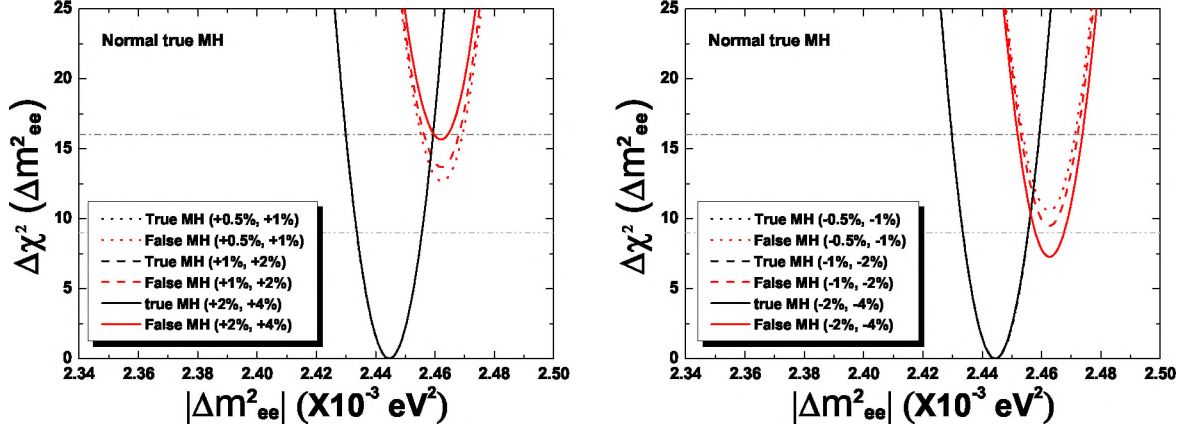 Normal true MH
Δχ² (Δm²ee)
25
20
15
10
5
0
True MH (+0.5%, +1%)
False MH (+0.5%, +1%)
True MH (+1%, +2%)
False MH (+1%, +2%)
true MH (+2%, +4%)
False MH (+2%, +4%)
2.34 2.36 2.38 2.40 2.42 2.44 2.46 2.48 2.50
|Δm²ee| (X10⁻³ eV²)
Normal true MH
Δχ² (Δm²ee)
25
20
15
10
5
0
True MH (-0.5%, -1%)
False MH (-0.5%, -1%)
True MH (-1%, -2%)
False MH (-1%, -2%)
true MH (-2%, -4%)
False MH (-2%, -4%)
2.34 2.36 2.38 2.40 2.42 2.44 2.46 2.48 2.50
|Δm²ee| (X10⁻³ eV²)